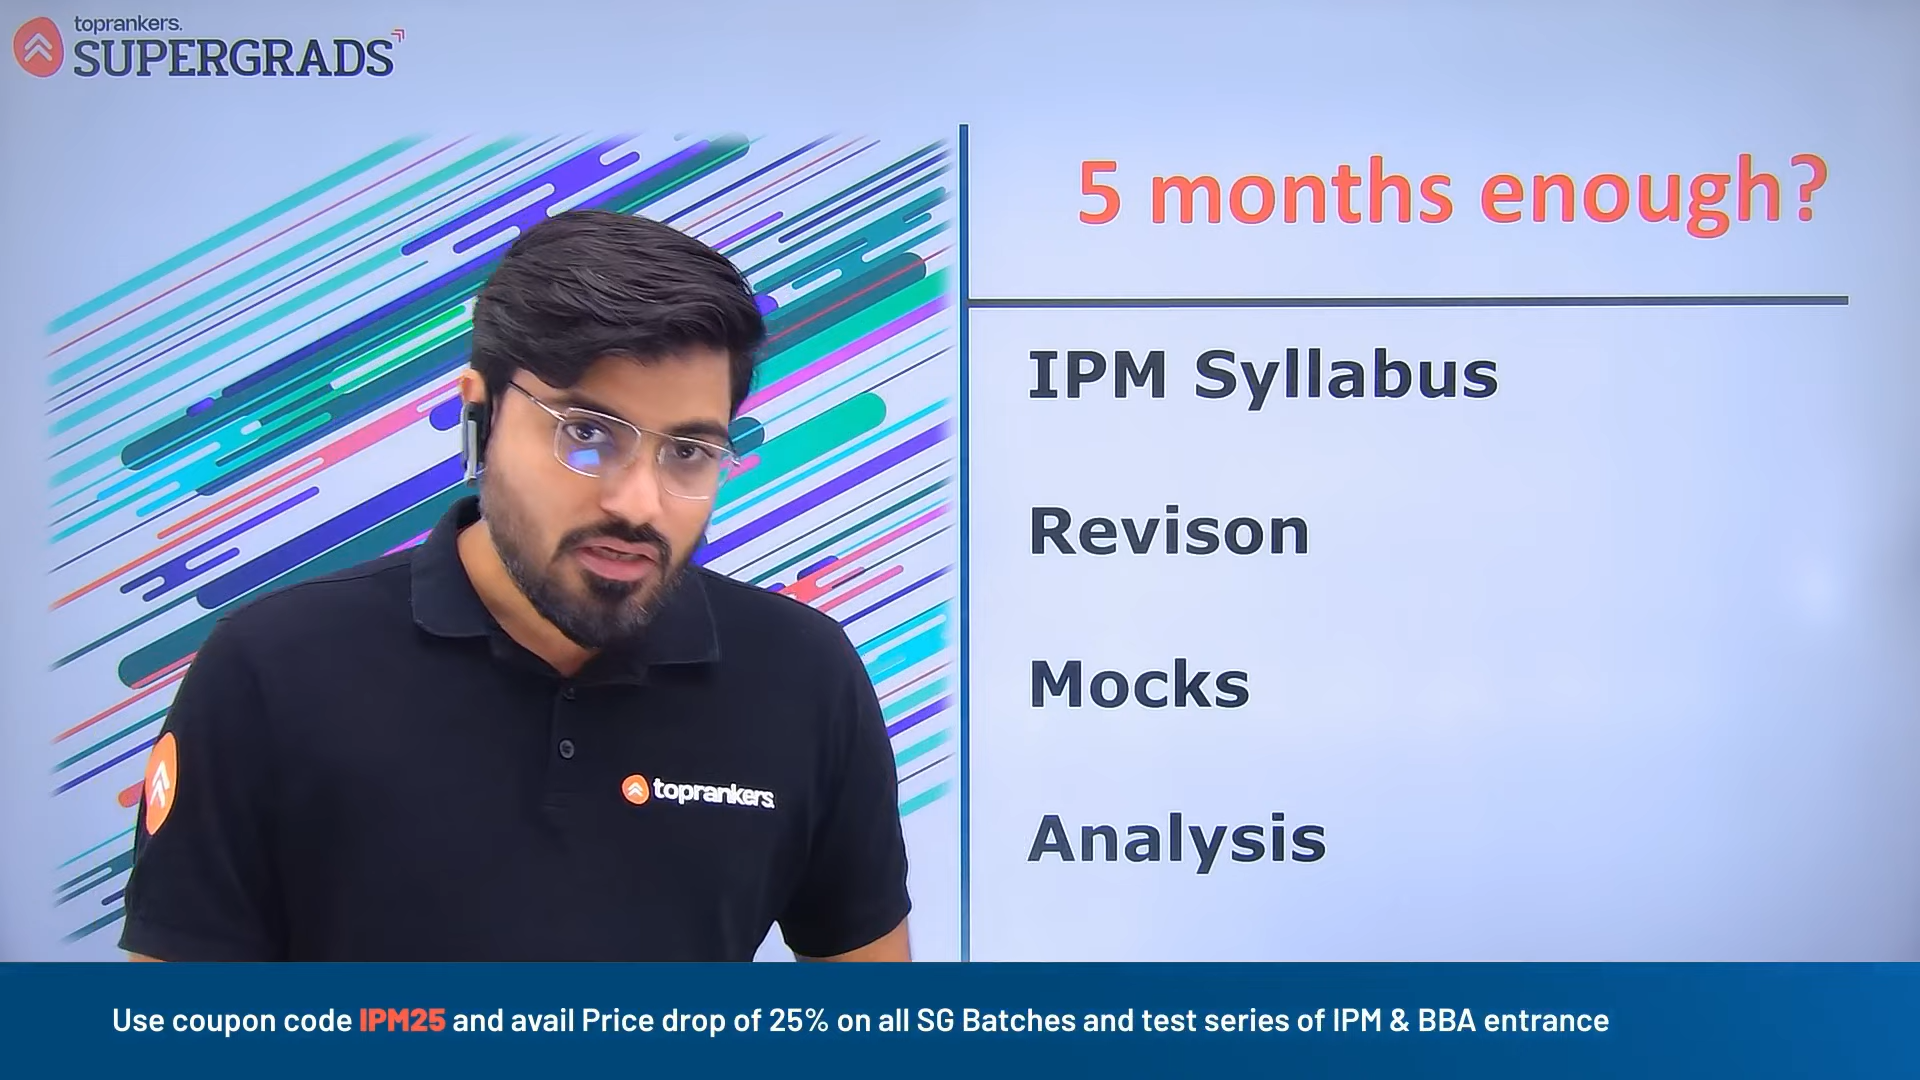 toprankers.
SUPERGRADS
5 months enough?
IPM Syllabus
Revison
Mocks
Analysis
toprankers.
Use coupon code IPM25 and avail Price drop of 25% on all SG Batches and test series of IPM & BBA entrance